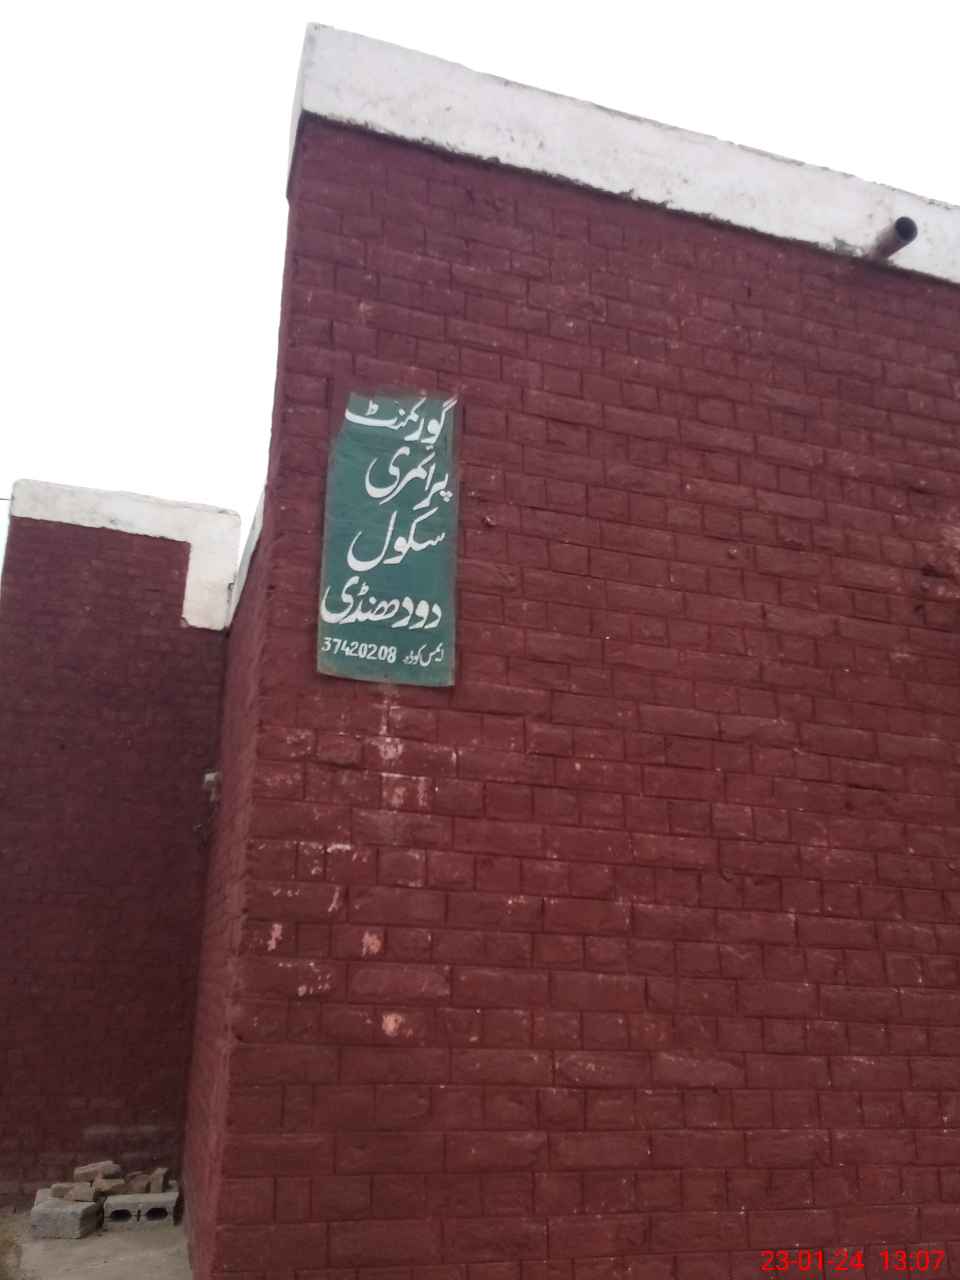 گورنمنٹ
پرائمری
سکول
دودھنڈی
ایمس کوڈ 37420208
23-01-24 13:07